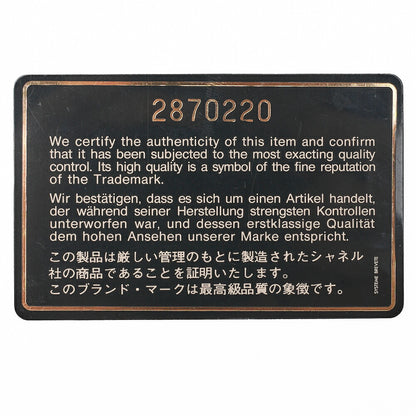 2870220
We certify the authenticity of this item and confirm
that it has been subjected to the most exacting quality
control. Its high quality is a symbol of the fine reputation
of the Trademark.
Wir bestätigen, dass es sich um einen Artikel handelt,
der während seiner Herstellung strengsten Kontrollen
unterworfen war, und dessen erstklassige Qualität
dem hohen Ansehen unserer Marke entspricht.
この製品は厳しい管理のもとに製造されたシャネル
社の商品であることを証明いたします。
このブランド・マークは最高級品質の象徴です。
SYSTEME BREVETE